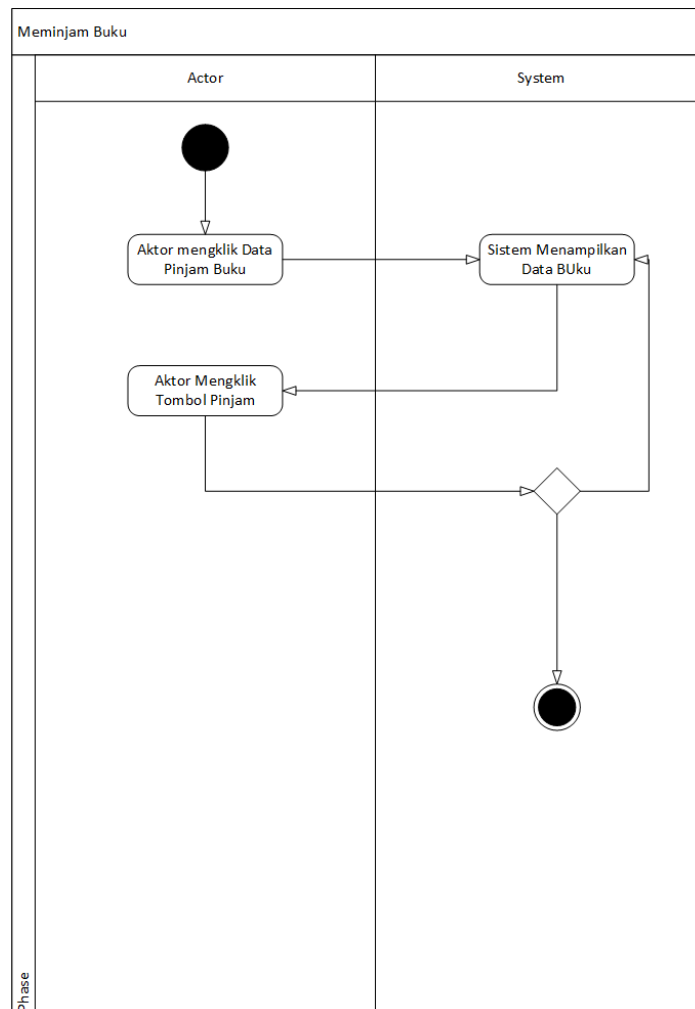 Meminjam Buku
Actor
System
Aktor mengklik Data
Pinjam Buku
Sistem Menampilkan
Data BUku
Aktor Mengklik
Tombol Pinjam
Phase